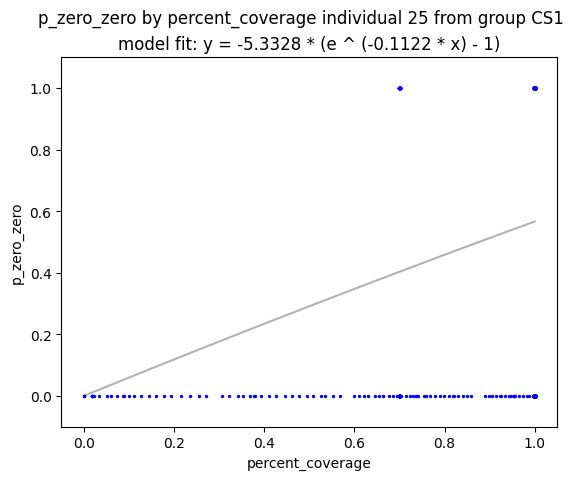 p_zero_zero by percent_coverage individual 25 from group CS1
model fit: y = -5.3328 * (e ^ (-0.1122 * x) - 1)
1.0
0.8
0.6
0.4
0.2
0.0
p_zero_zero
0.0 0.2 0.4 0.6 0.8 1.0
percent_coverage